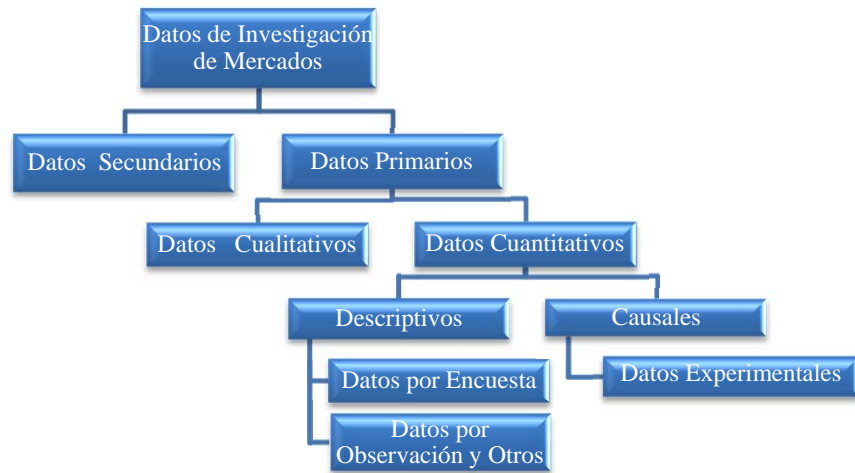 Datos de Investigación
de Mercados
Datos Secundarios
Datos Primarios
Datos Cualitativos
Datos Cuantitativos
Descriptivos
Causales
Datos por Encuesta
Datos Experimentales
Datos por
Observación y Otros